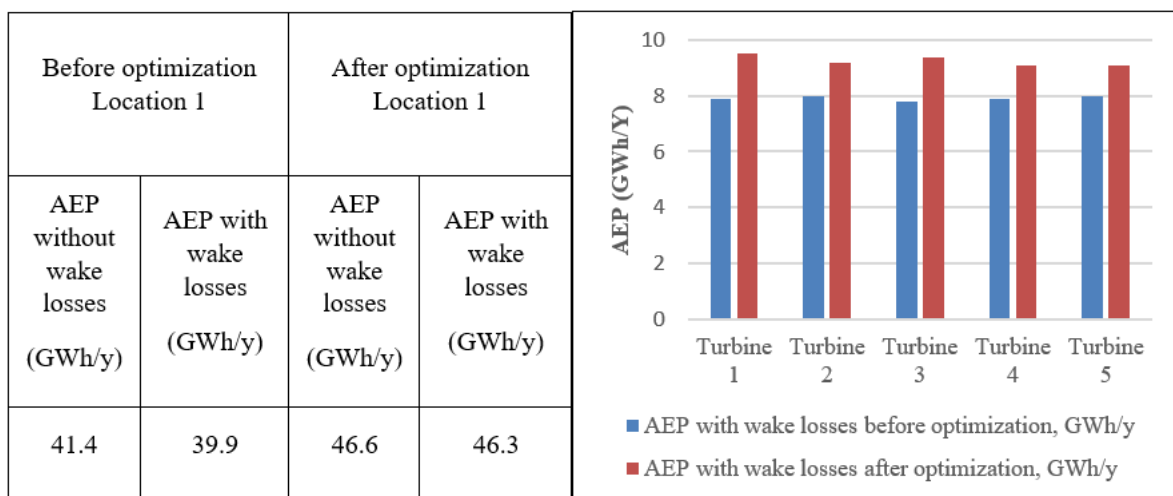 Before optimization
Location 1
After optimization
Location 1
AEP
without
wake
losses
(GWh/y)
AEP with
wake
losses
(GWh/y)
AEP
without
wake
losses
(GWh/y)
AEP with
wake
losses
(GWh/y)
41.4
39.9
46.6
46.3
AEP (GWh/Y)
10
8
6
4
2
0
Turbine
1
Turbine
2
Turbine
3
Turbine
4
Turbine
5
AEP with wake losses before optimization, GWh/y
AEP with wake losses after optimization, GWh/y